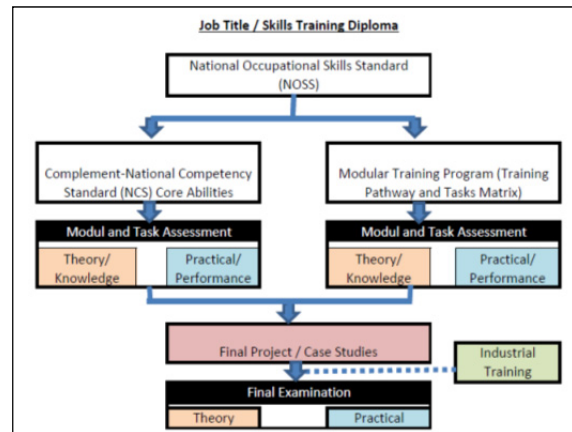 Job Title / Skills Training Diploma
National Occupational Skills Standard
(NOSS)
Complement-National Competency
Standard (NCS) Core Abilities
Modular Training Program (Training
Pathway and Tasks Matrix)
Modul and Task Assessment
Theory/
Knowledge
Practical/
Performance
Modul and Task Assessment
Theory/
Knowledge
Practical/
Performance
Final Project / Case Studies
Industrial
Training
Final Examination
Theory
Practical